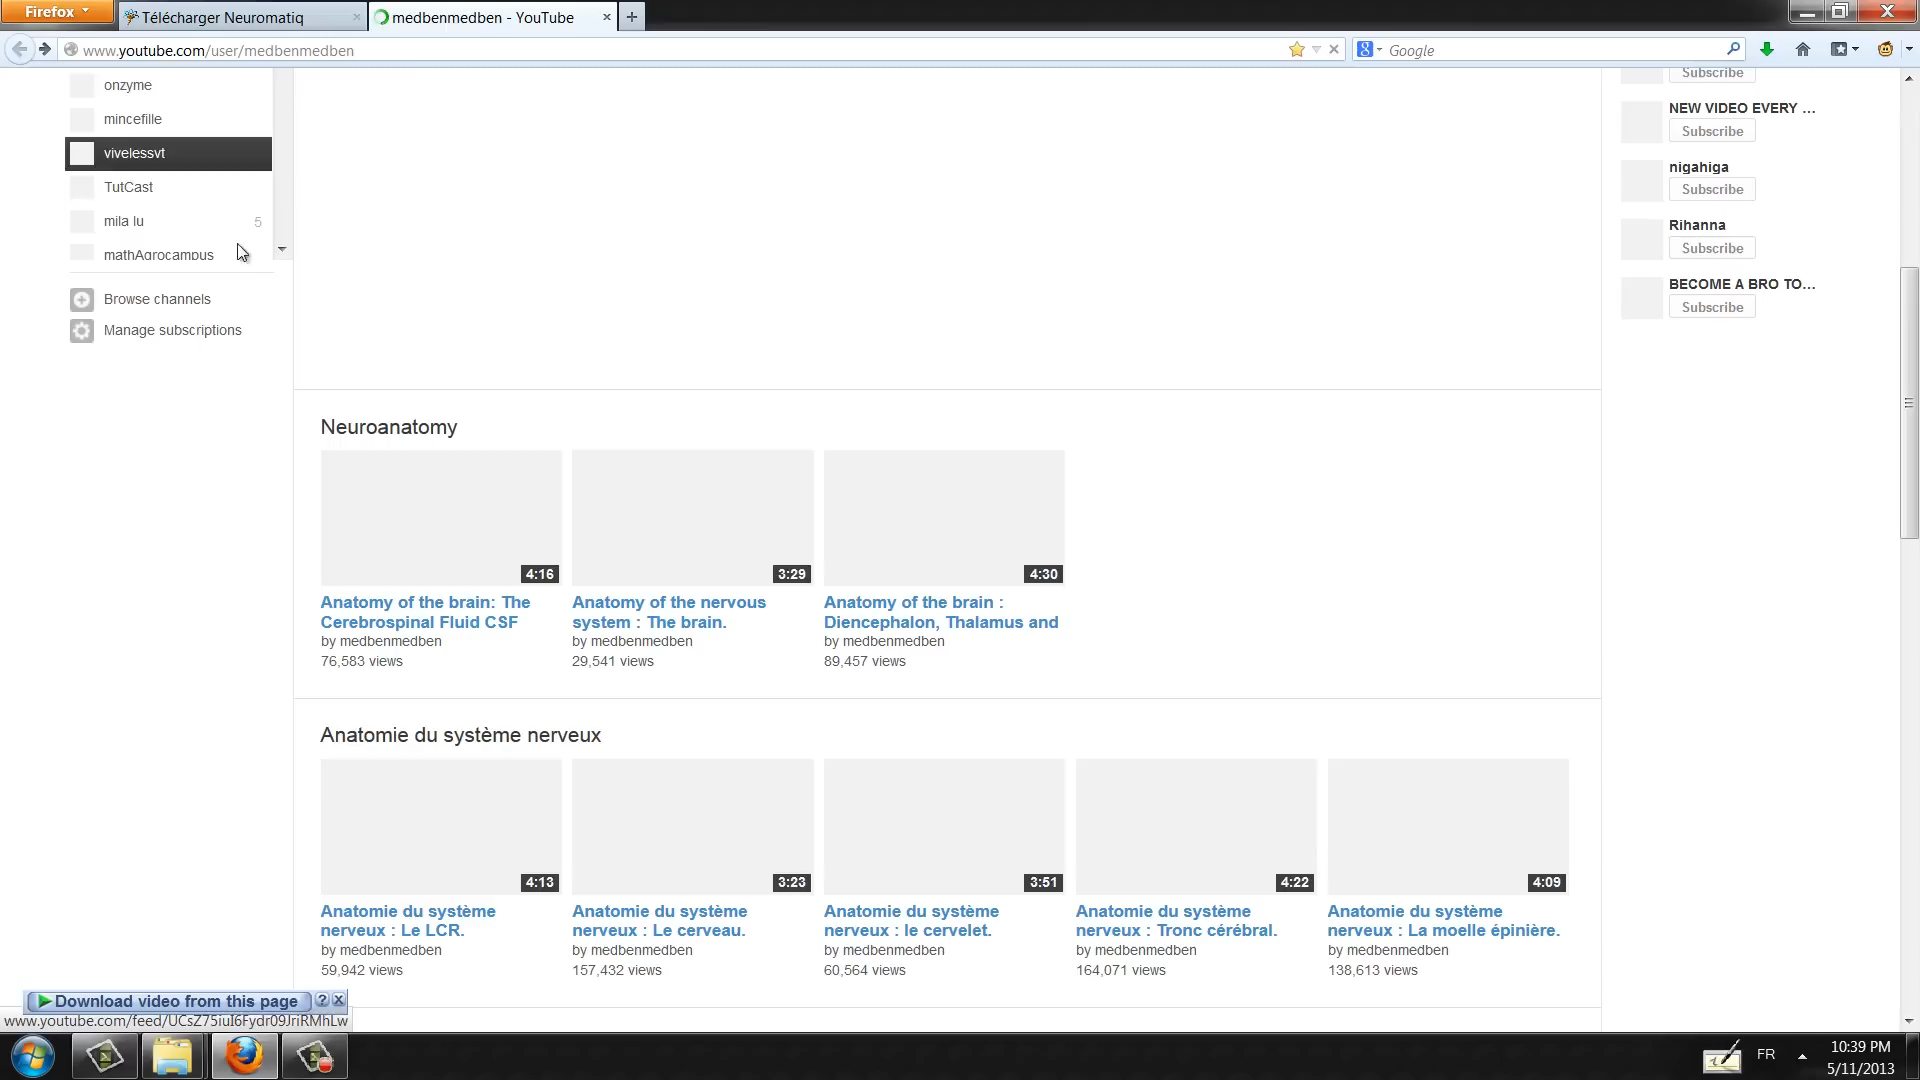 Firefox
Télécharger Neuromatiq
medbenmedben - YouTube
www.youtube.com/user/medbenmedben
Google
onzyme
mincefille
vivelessvt
TutCast
mila lu 5
mathAgrocampus
Browse channels
Manage subscriptions
Subscribe
NEW VIDEO EVERY ...
Subscribe
nigahiga
Subscribe
Rihanna
Subscribe
BECOME A BRO TO...
Subscribe
Neuroanatomy
4:16 3:29 4:30
Anatomy of the brain: The
Cerebrospinal Fluid CSF
by medbenmedben
76,583 views
Anatomy of the nervous
system : The brain.
by medbenmedben
29,541 views
Anatomy of the brain :
Diencephalon, Thalamus and
by medbenmedben
89,457 views
Anatomie du système nerveux
4:13 3:23 3:51 4:22 4:09
Anatomie du système
nerveux : Le LCR.
by medbenmedben
59,942 views
Anatomie du système
nerveux : Le cerveau.
by medbenmedben
157,432 views
Anatomie du système
nerveux : le cervelet.
by medbenmedben
60,564 views
Anatomie du système
nerveux : Tronc cérébral.
by medbenmedben
164,071 views
Anatomie du système
nerveux : La moelle épinière.
by medbenmedben
138,613 views
Download video from this page
FR
10:39 PM
5/11/2013